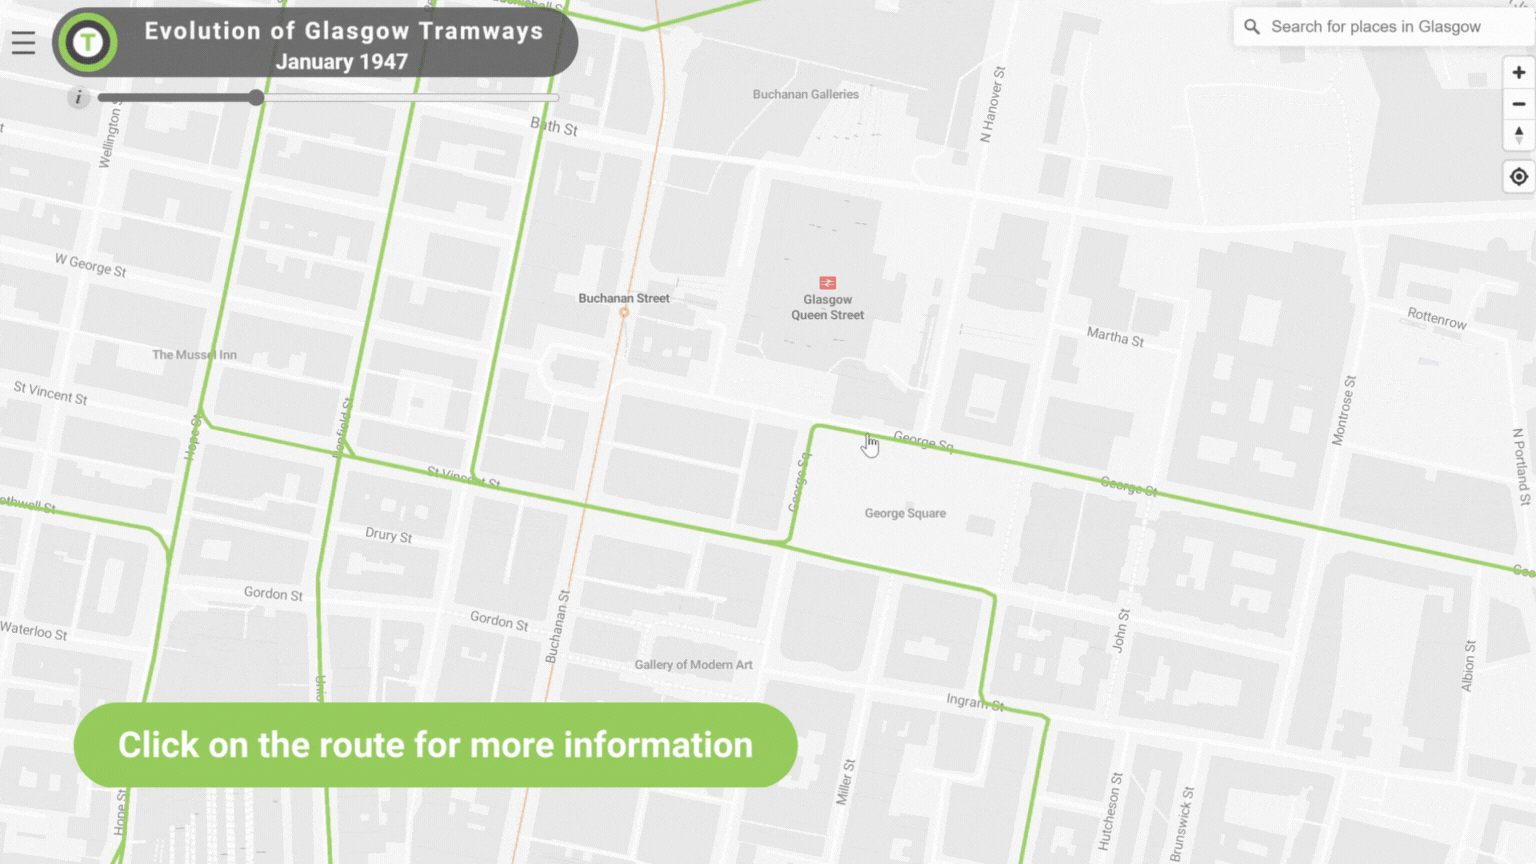 Evolution of Glasgow Tramways
January 1947
T
i
Search for places in Glasgow
Wellington S
Bath St
Buchanan Galleries
N Hanover St
W George St
Buchanan Street
Glasgow
Queen Street
Martha St
Rottenrow
The Mussel Inn
St Vincent St
Hope St
Renfield St
St Vincent St
George Sq
George Sq
George St
Montrose St
N Portland St
George Square
othwell St
Drury St
Geo
Gordon St
Gordon St
Waterloo St
Buchanan St
Gallery of Modern Art
John St
Albion St
Ingram St
Union
Click on the route for more information
Hope St
Miller St
Hutcheson St
Brunswick St